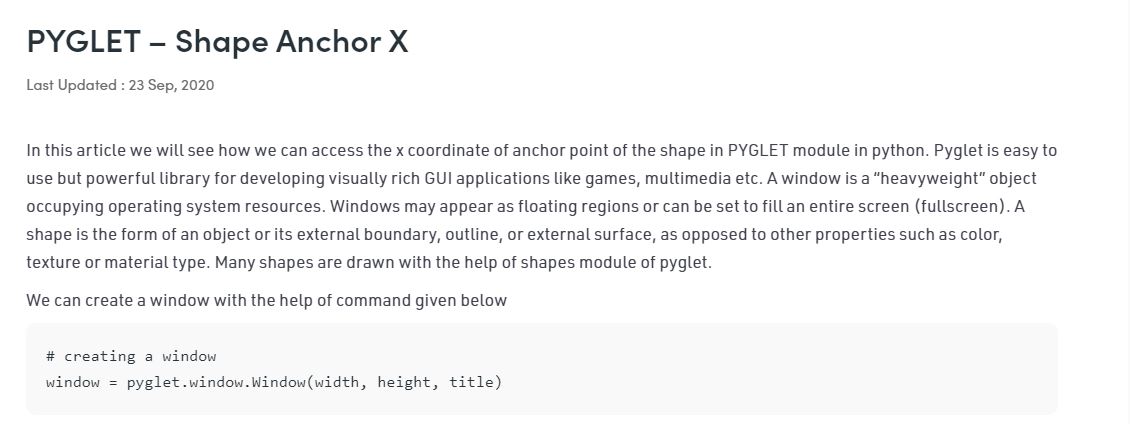 PYGLET – Shape Anchor X
Last Updated : 23 Sep, 2020
In this article we will see how we can access the x coordinate of anchor point of the shape in PYGLET module in python. Pyglet is easy to
use but powerful library for developing visually rich GUI applications like games, multimedia etc. A window is a “heavyweight” object
occupying operating system resources. Windows may appear as floating regions or can be set to fill an entire screen (fullscreen). A
shape is the form of an object or its external boundary, outline, or external surface, as opposed to other properties such as color,
texture or material type. Many shapes are drawn with the help of shapes module of pyglet.
We can create a window with the help of command given below
# creating a window
window = pyglet.window.Window(width, height, title)